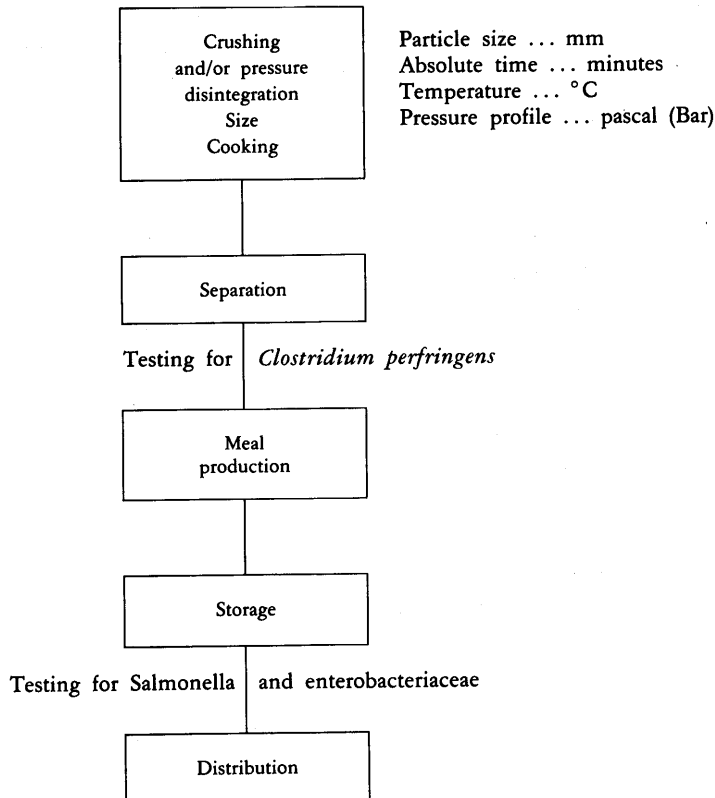 Crushing
and/or pressure
disintegration
Size
Cooking
Particle size ... mm
Absolute time ... minutes
Temperature ... °C
Pressure profile ... pascal (Bar)
Separation
Testing for Clostridium perfringens
Meal
production
Storage
Testing for Salmonella and enterobacteriaceae
Distribution